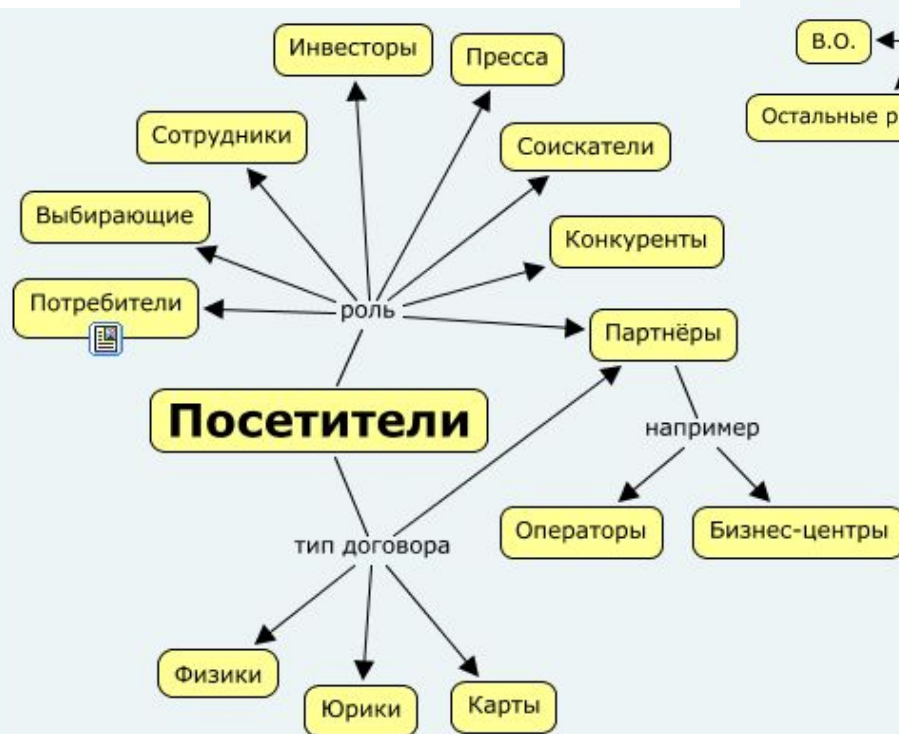 Инвесторы
Пресса
В.О.
Остальные
Сотрудники
Соискатели
Выбирающие
Конкуренты
Потребители
роль
Партнёры
Посетители
например
Операторы
Бизнес-центры
тип договора
Физики
Юрики
Карты